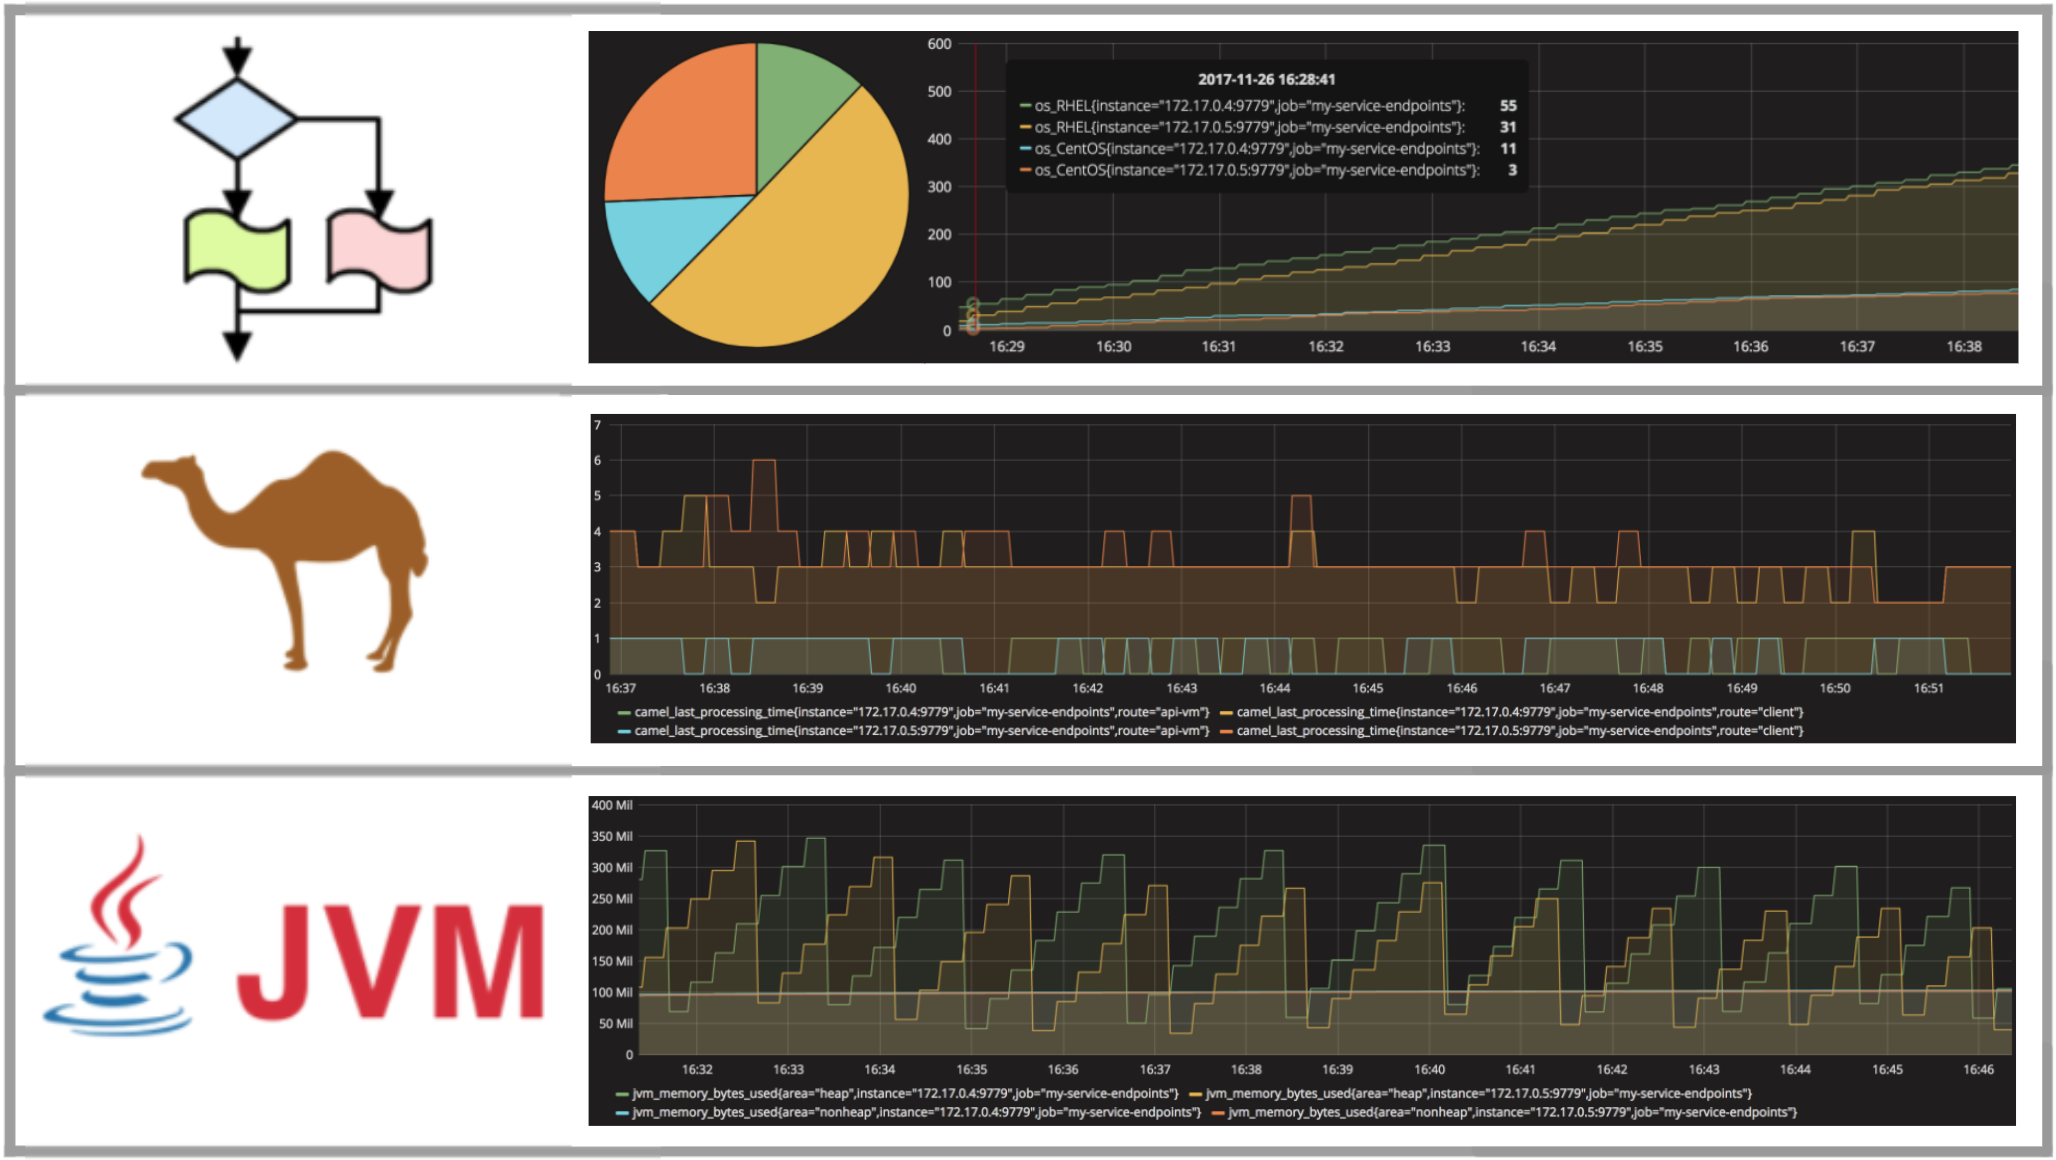 600
500
400
300
200
100
0
2017-11-26 16:28:41
os_RHEL{instance="172.17.0.4:9779",job="my-service-endpoints"}: 55
os_RHEL{instance="172.17.0.5:9779",job="my-service-endpoints"}: 31
os_CentOS{instance="172.17.0.4:9779",job="my-service-endpoints"}: 11
os_CentOS{instance="172.17.0.5:9779",job="my-service-endpoints"}: 3
16:29 16:30 16:31 16:32 16:33 16:34 16:35 16:36 16:37 16:38
7
6
5
4
3
2
1
0
16:37 16:38 16:39 16:40 16:41 16:42 16:43 16:44 16:45 16:46 16:47 16:48 16:49 16:50 16:51
camel_last_processing_time{instance="172.17.0.4:9779",job="my-service-endpoints",route="api-vm"} camel_last_processing_time{instance="172.17.0.4:9779",job="my-service-endpoints",route="client"}
camel_last_processing_time{instance="172.17.0.5:9779",job="my-service-endpoints",route="api-vm"} camel_last_processing_time{instance="172.17.0.5:9779",job="my-service-endpoints",route="client"}
JVM
400 Mil
350 Mil
300 Mil
250 Mil
200 Mil
150 Mil
100 Mil
50 Mil
0
16:32 16:33 16:34 16:35 16:36 16:37 16:38 16:39 16:40 16:41 16:42 16:43 16:44 16:45 16:46
jvm_memory_bytes_used{area="heap",instance="172.17.0.4:9779",job="my-service-endpoints"} jvm_memory_bytes_used{area="heap",instance="172.17.0.5:9779",job="my-service-endpoints"}
jvm_memory_bytes_used{area="nonheap",instance="172.17.0.4:9779",job="my-service-endpoints"} jvm_memory_bytes_used{area="nonheap",instance="172.17.0.5:9779",job="my-service-endpoints"}